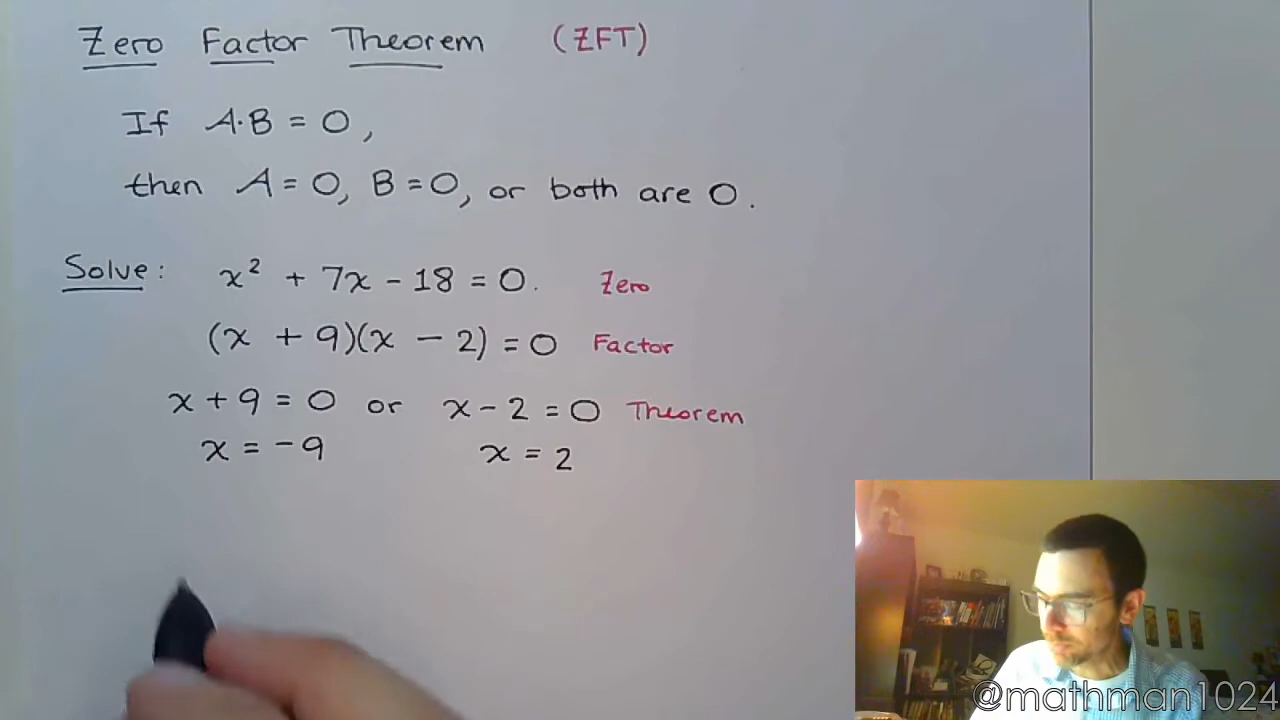 Zero Factor Theorem (ZFT)
If A·B = 0,
then A = 0, B = 0, or both are 0.
Solve: x² + 7x - 18 = 0. Zero
(x + 9)(x - 2) = 0 Factor
x + 9 = 0 or x - 2 = 0 Theorem
x = -9 x = 2
@mathman1024